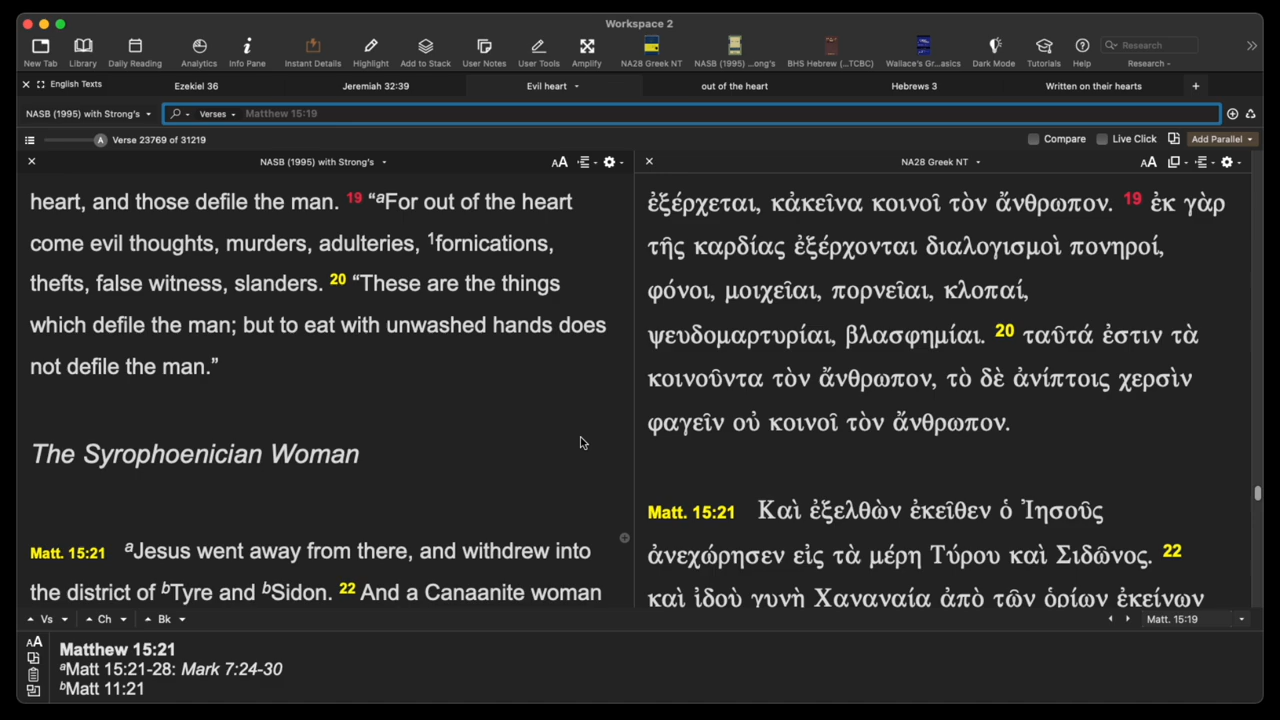 Workspace 2
New Tab Library Daily Reading Analytics Info Pane Instant Details Highlight Add to Stack User Notes User Tools Amplify NA28 Greek NT NASB (1995) ...ong's BHS Hebrew (...TCBC) Wallace's Gr...asics Dark Mode Tutorials Help Research
Research
English Texts Ezekiel 36 Jeremiah 32:39 Evil heart out of the heart Hebrews 3 Written on their hearts
NASB (1995) with Strong's Verses Matthew 15:19
A Verse 23769 of 31219 Compare Live Click Add Parallel
NASB (1995) with Strong's
heart, and those defile the man. 19 “aFor out of the heart
come evil thoughts, murders, adulteries, 1fornications,
thefts, false witness, slanders. 20 “These are the things
which defile the man; but to eat with unwashed hands does
not defile the man.”
The Syrophoenician Woman
Matt. 15:21 aJesus went away from there, and withdrew into
the district of bTyre and bSidon. 22 And a Canaanite woman
NA28 Greek NT
ἐξέρχεται, κἀκεῖνα κοινοῖ τὸν ἄνθρωπον. 19 ἐκ γὰρ
τῆς καρδίας ἐξέρχονται διαλογισμοὶ πονηροί,
φόνοι, μοιχεῖαι, πορνεῖαι, κλοπαί,
ψευδομαρτυρίαι, βλασφημίαι. 20 ταῦτά ἐστιν τὰ
κοινοῦντα τὸν ἄνθρωπον, τὸ δὲ ἀνίπτοις χερσὶν
φαγεῖν οὐ κοινοῖ τὸν ἄνθρωπον.
Matt. 15:21 Καὶ ἐξελθὼν ἐκεῖθεν ὁ Ἰησοῦς
ἀνεχώρησεν εἰς τὰ μέρη Τύρου καὶ Σιδῶνος. 22
καὶ ἰδοὺ γυνὴ Χαναναία ἀπὸ τῶν ὁρίων ἐκείνων
Vs Ch Bk Matt. 15:19
Matthew 15:21
aMatt 15:21-28: Mark 7:24-30
bMatt 11:21